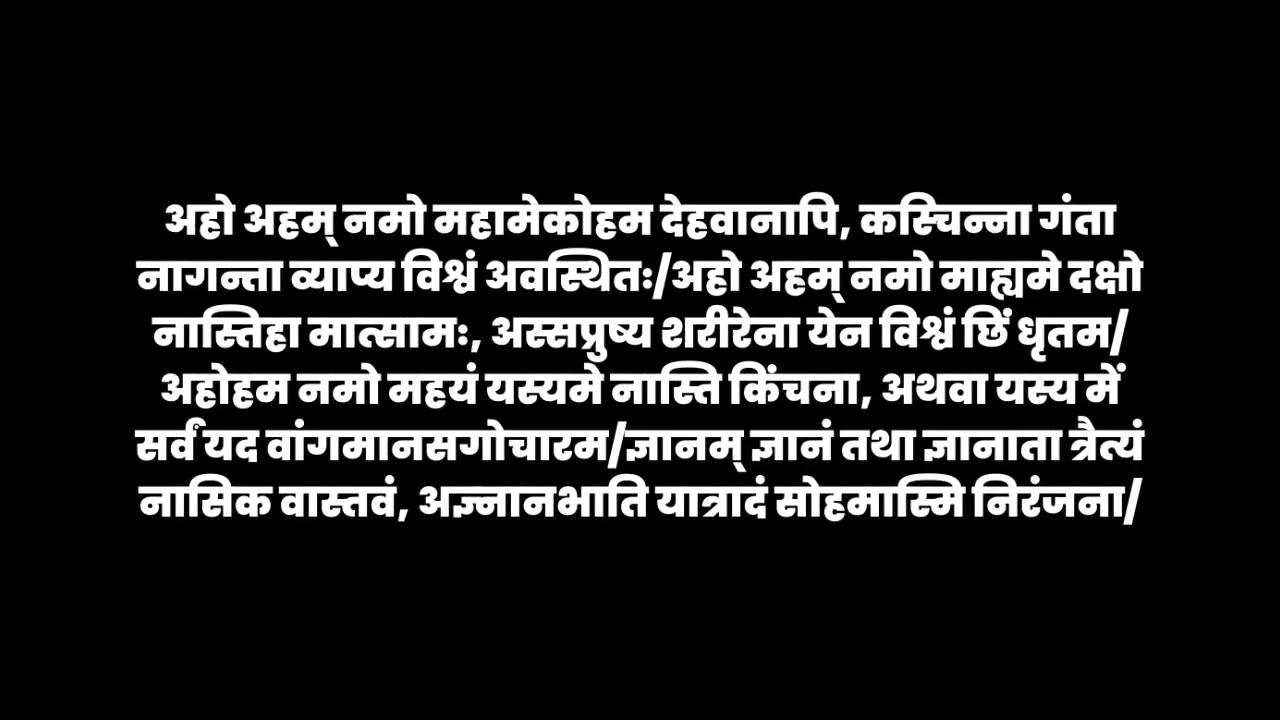 अहो अहम् नमो महामेकोहम देहवानापि, कस्चिन्ना गंता
नागन्ता व्याप्य विश्वं अवस्थितः/अहो अहम् नमो माह्यमे दक्षो
नास्तिहा मात्सामः, अस्सप्रुष्य शरीरेना येन विश्वं छिं धृतम/
अहोहम नमो महयं यस्यमे नास्ति किंचना, अथवा यस्य में
सर्वं यद वांगमानसगोचारम/ज्ञानम् ज्ञानं तथा ज्ञानाता त्रैत्यं
नासिक वास्तवं, अज्ज्नानभाति यात्रादं सोहमास्मि निरंजना/